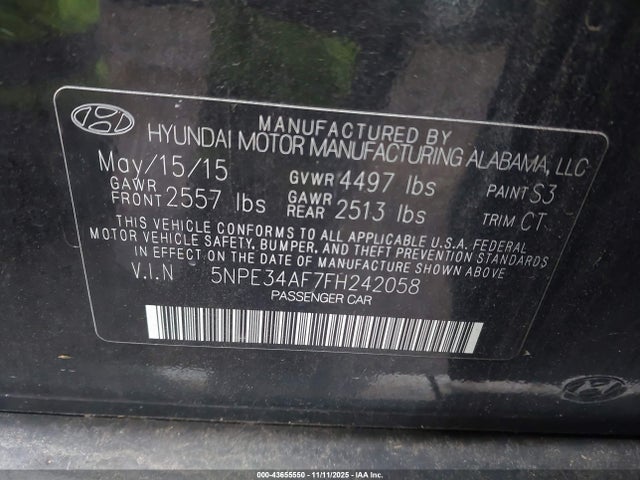 MANUFACTURED BY
HYUNDAI MOTOR MANUFACTURING ALABAMA, LLC
May/15/15 GVWR 4497 lbs PAINT S3
GAWR FRONT 2557 lbs GAWR REAR 2513 lbs TRIM CT
THIS VEHICLE CONFORMS TO ALL APPLICABLE U.S.A. FEDERAL
MOTOR VEHICLE SAFETY, BUMPER, AND THEFT PREVENTION STANDARDS
IN EFFECT ON THE DATE OF MANUFACTURE SHOWN ABOVE
V.I.N 5NPE34AF7FH242058
PASSENGER CAR
000-43655550 - 11/11/2025 - IAA Inc.